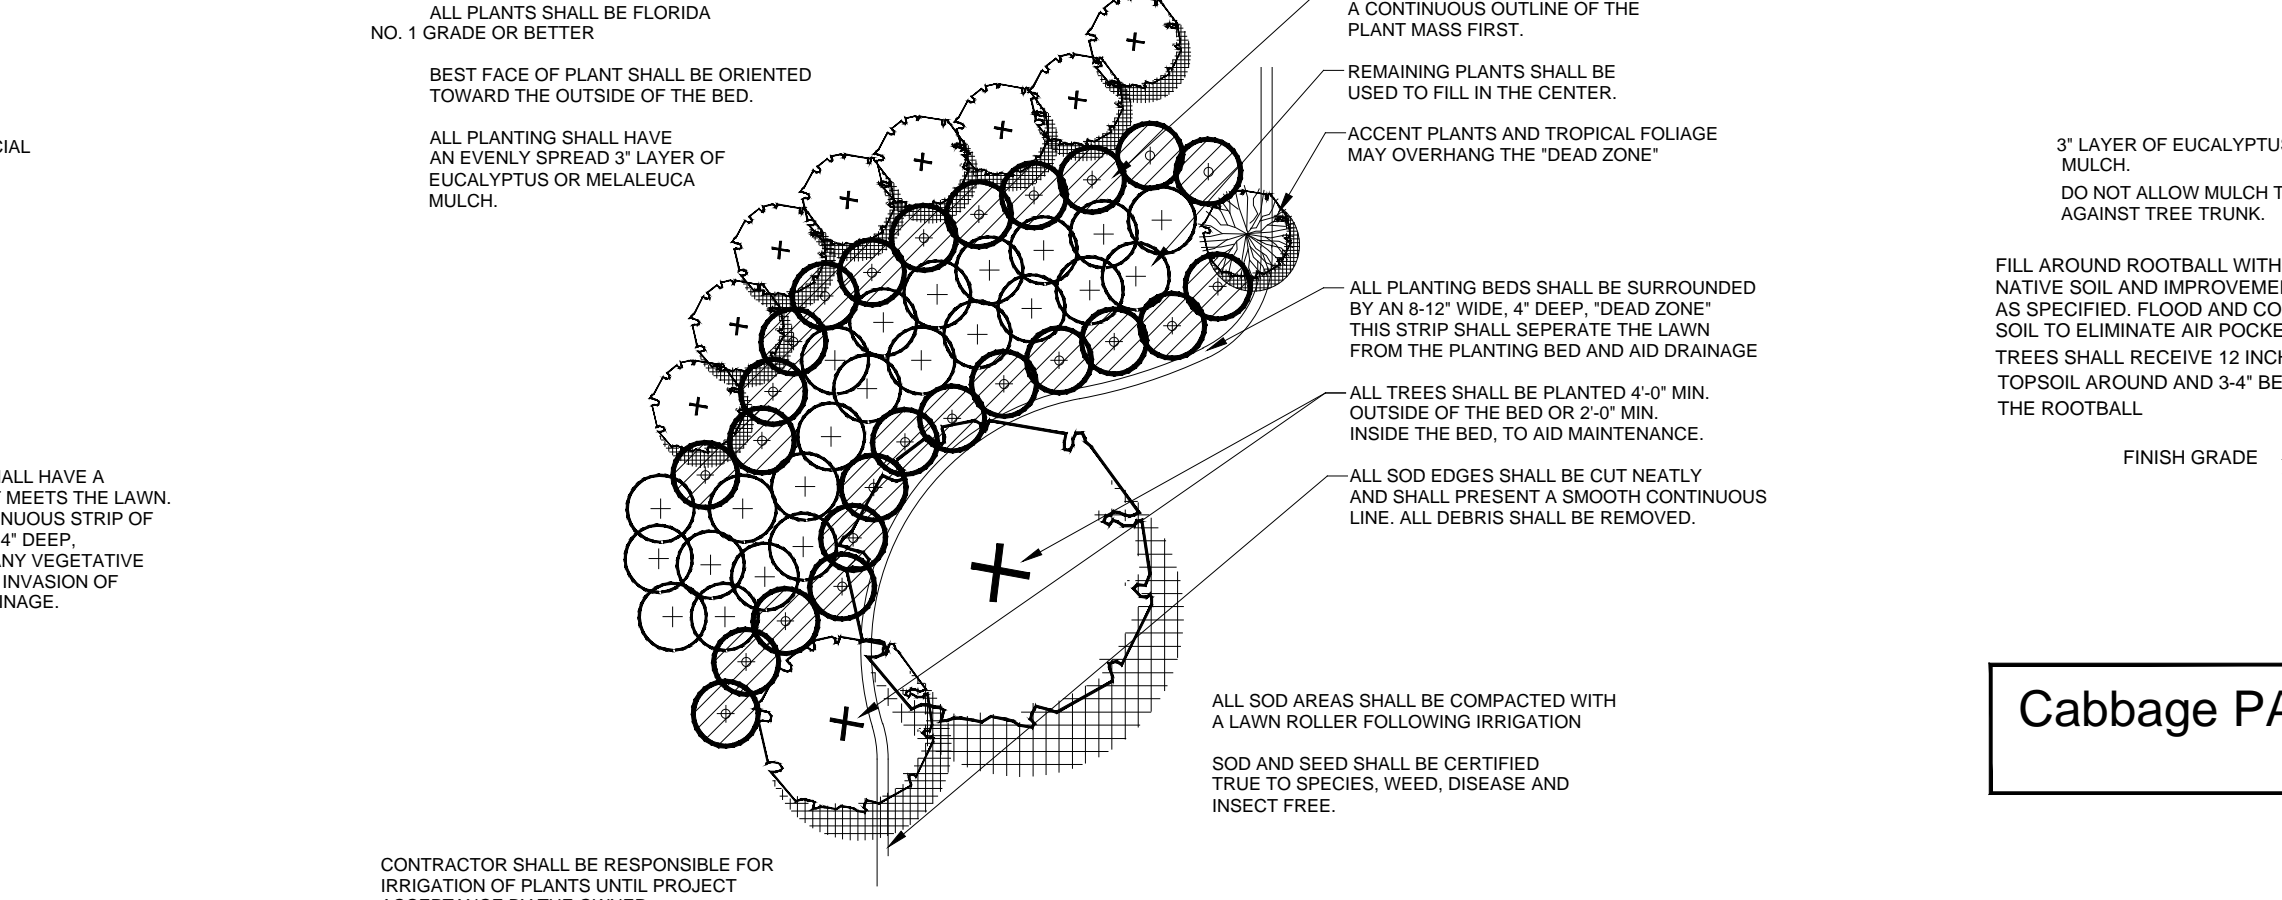 CIAL
ALL HAVE A
MEETS THE LAWN.
NUOUS STRIP OF
4" DEEP,
ANY VEGETATIVE
INVASION OF
INAGE.
ALL PLANTS SHALL BE FLORIDA
NO. 1 GRADE OR BETTER
BEST FACE OF PLANT SHALL BE ORIENTED
TOWARD THE OUTSIDE OF THE BED.
ALL PLANTING SHALL HAVE
AN EVENLY SPREAD 3" LAYER OF
EUCALYPTUS OR MELALEUCA
MULCH.
CONTRACTOR SHALL BE RESPONSIBLE FOR
IRRIGATION OF PLANTS UNTIL PROJECT
ACCEPTANCE BY THE OWNER
A CONTINUOUS OUTLINE OF THE
PLANT MASS FIRST.
REMAINING PLANTS SHALL BE
USED TO FILL IN THE CENTER.
ACCENT PLANTS AND TROPICAL FOLIAGE
MAY OVERHANG THE "DEAD ZONE"
ALL PLANTING BEDS SHALL BE SURROUNDED
BY AN 8-12" WIDE, 4" DEEP, "DEAD ZONE"
THIS STRIP SHALL SEPERATE THE LAWN
FROM THE PLANTING BED AND AID DRAINAGE
ALL TREES SHALL BE PLANTED 4'-0" MIN.
OUTSIDE OF THE BED OR 2'-0" MIN.
INSIDE THE BED, TO AID MAINTENANCE.
ALL SOD EDGES SHALL BE CUT NEATLY
AND SHALL PRESENT A SMOOTH CONTINUOUS
LINE. ALL DEBRIS SHALL BE REMOVED.
ALL SOD AREAS SHALL BE COMPACTED WITH
A LAWN ROLLER FOLLOWING IRRIGATION
SOD AND SEED SHALL BE CERTIFIED
TRUE TO SPECIES, WEED, DISEASE AND
INSECT FREE.
3" LAYER OF EUCALYPTUS
MULCH.
DO NOT ALLOW MULCH T
AGAINST TREE TRUNK.
FILL AROUND ROOTBALL WITH
NATIVE SOIL AND IMPROVEME
AS SPECIFIED. FLOOD AND CO
SOIL TO ELIMINATE AIR POCKE
TREES SHALL RECEIVE 12 INCH
TOPSOIL AROUND AND 3-4" BE
THE ROOTBALL
FINISH GRADE
Cabbage PA